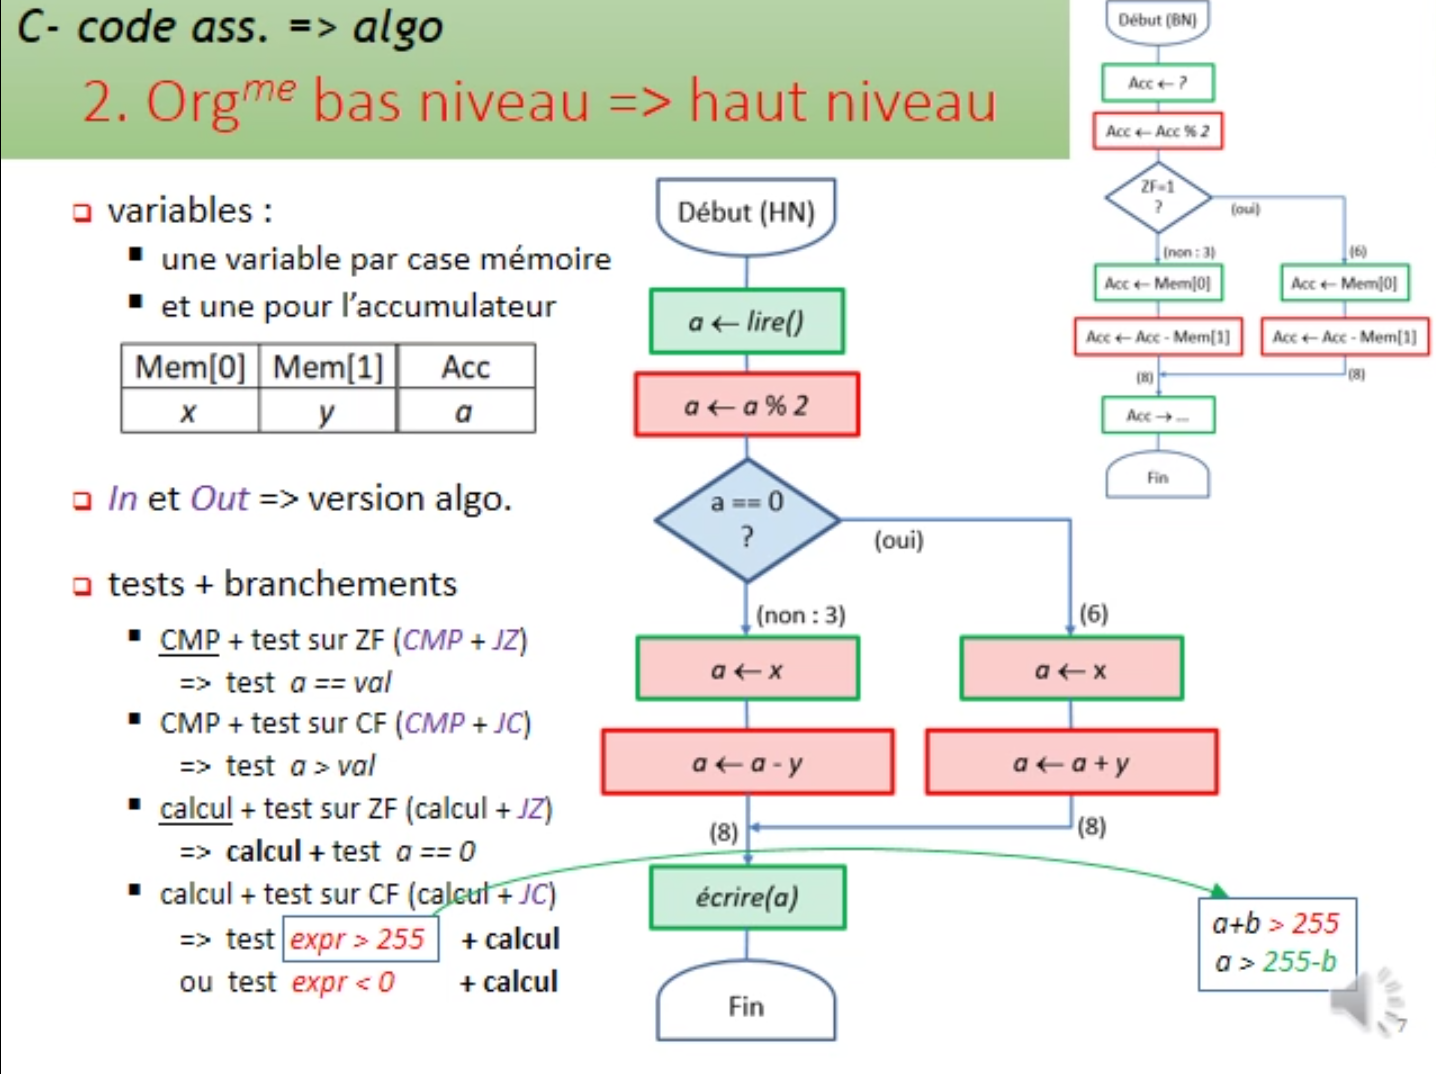 C- code ass. => algo
2. Orgme bas niveau => haut niveau
❑ variables :
▪ une variable par case mémoire
▪ et une pour l'accumulateur
Mem[0] Mem[1] Acc
x y a
❑ In et Out => version algo.
❑ tests + branchements
▪ CMP + test sur ZF (CMP + JZ)
=> test a == val
▪ CMP + test sur CF (CMP + JC)
=> test a > val
▪ calcul + test sur ZF (calcul + JZ)
=> calcul + test a == 0
▪ calcul + test sur CF (calcul + JC)
=> test expr > 255 + calcul
ou test expr < 0 + calcul
Début (HN)
a ← lire()
a ← a % 2
a == 0
?
(oui)
(non : 3)
(6)
a ← x
a ← x
a ← a - y
a ← a + y
(8)
(8)
écrire(a)
Fin
Début (BN)
Acc ← ?
Acc ← Acc % 2
ZF=1
?
(oui)
(non : 3)
(6)
Acc ← Mem[0]
Acc ← Mem[0]
Acc ← Acc - Mem[1]
Acc ← Acc - Mem[1]
(8)
(8)
Acc → ...
Fin
a+b > 255
a > 255-b
7